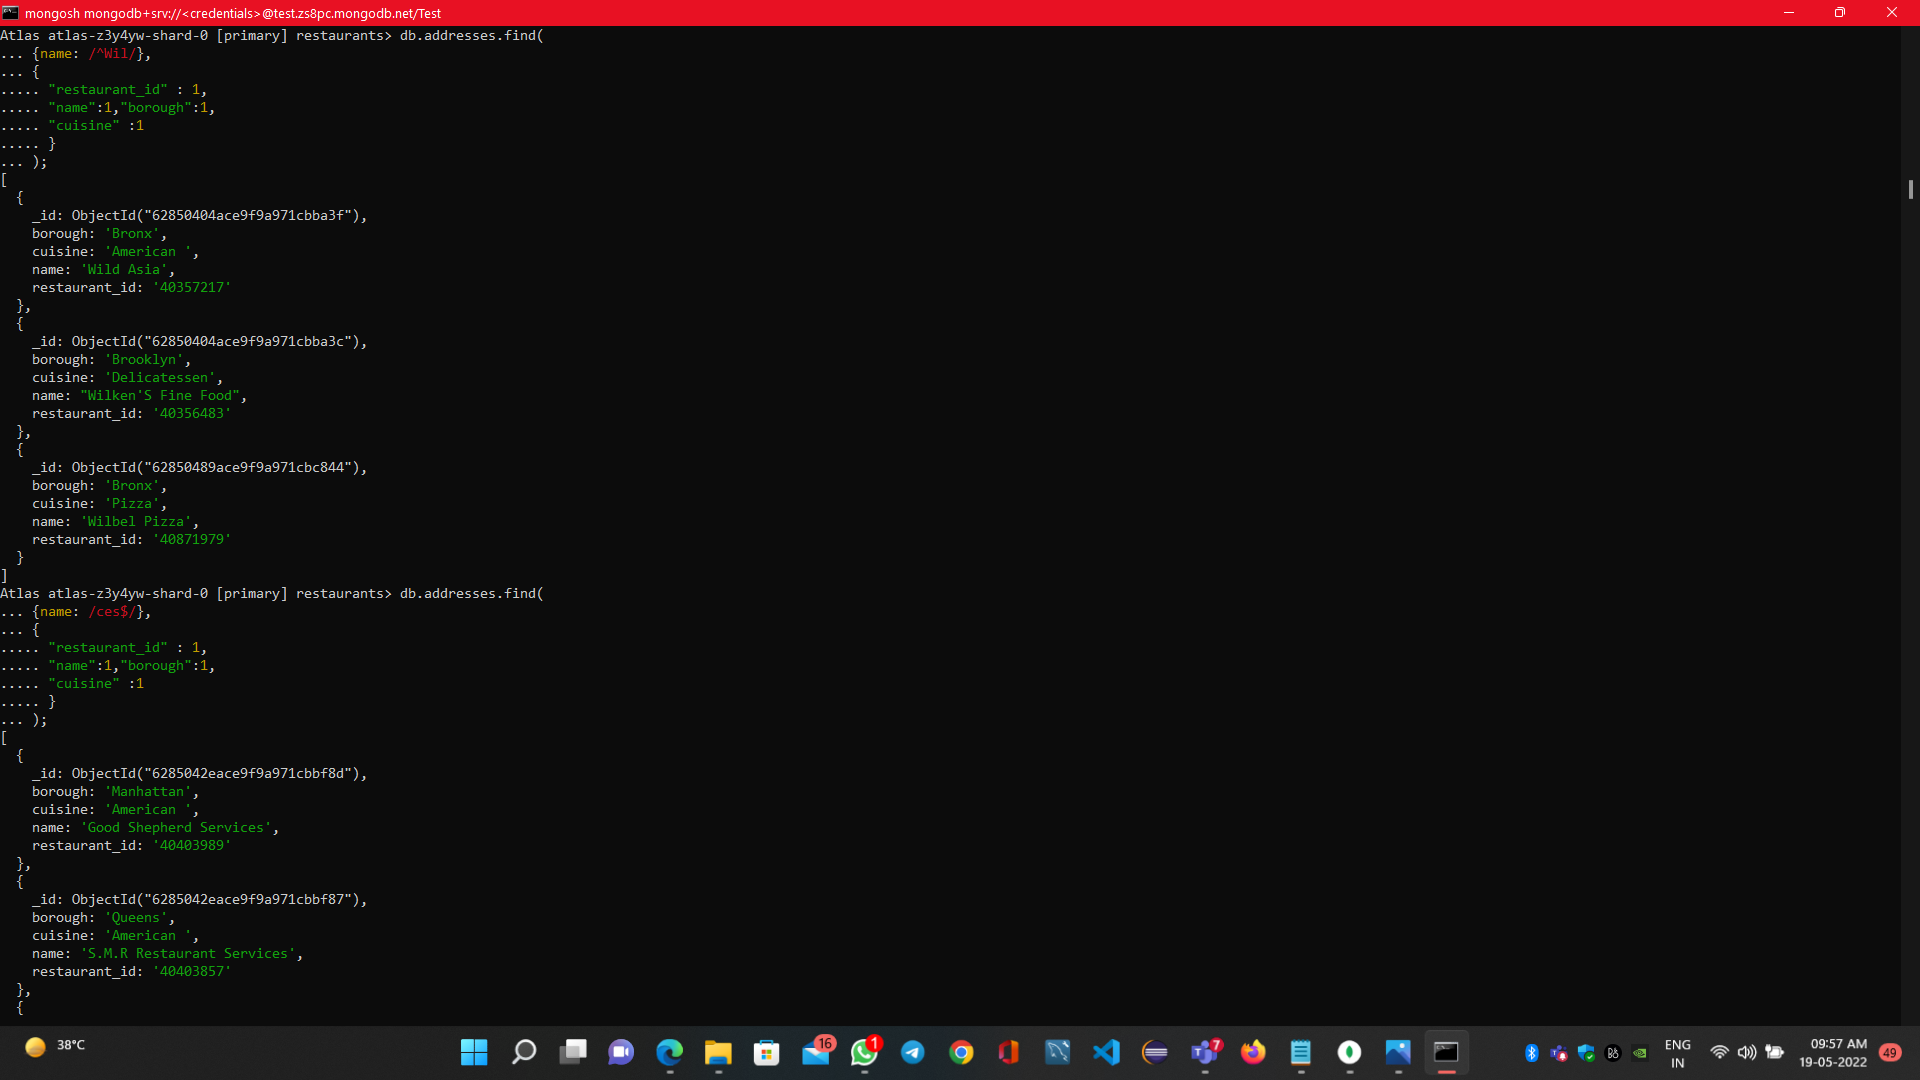 mongosh mongodb+srv://<credentials>@test.zs8pc.mongodb.net/Test
Atlas atlas-z3y4yw-shard-0 [primary] restaurants> db.addresses.find(
... {name: /^Wil/},
... {
..... "restaurant_id" : 1,
..... "name":1,"borough":1,
..... "cuisine" :1
..... }
... );
[
  {
    _id: ObjectId("62850404ace9f9a971cbba3f"),
    borough: 'Bronx',
    cuisine: 'American ',
    name: 'Wild Asia',
    restaurant_id: '40357217'
  },
  {
    _id: ObjectId("62850404ace9f9a971cbba3c"),
    borough: 'Brooklyn',
    cuisine: 'Delicatessen',
    name: "Wilken'S Fine Food",
    restaurant_id: '40356483'
  },
  {
    _id: ObjectId("62850489ace9f9a971cbc844"),
    borough: 'Bronx',
    cuisine: 'Pizza',
    name: 'Wilbel Pizza',
    restaurant_id: '40871979'
  }
]
Atlas atlas-z3y4yw-shard-0 [primary] restaurants> db.addresses.find(
... {name: /ces$/},
... {
..... "restaurant_id" : 1,
..... "name":1,"borough":1,
..... "cuisine" :1
..... }
... );
[
  {
    _id: ObjectId("6285042eace9f9a971cbbf8d"),
    borough: 'Manhattan',
    cuisine: 'American ',
    name: 'Good Shepherd Services',
    restaurant_id: '40403989'
  },
  {
    _id: ObjectId("6285042eace9f9a971cbbf87"),
    borough: 'Queens',
    cuisine: 'American ',
    name: 'S.M.R Restaurant Services',
    restaurant_id: '40403857'
  },
  {
38°C
16
1
7
ENG
IN
09:57 AM
19-05-2022
49